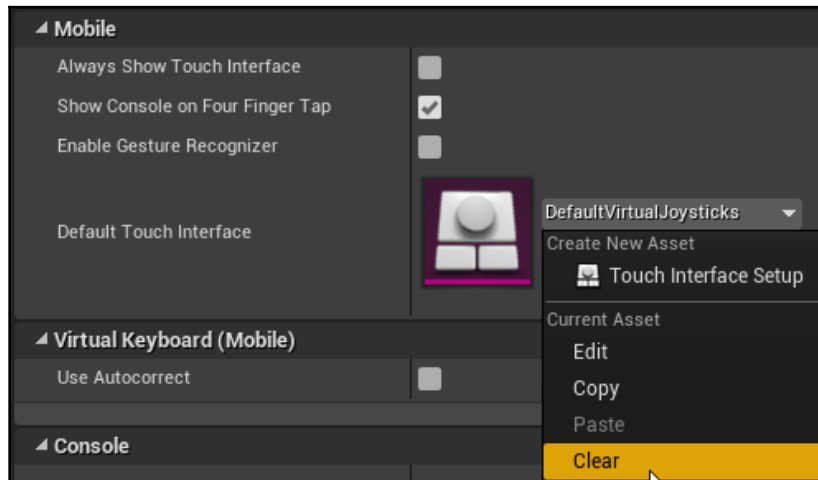 Mobile
Always Show Touch Interface
Show Console on Four Finger Tap
Enable Gesture Recognizer
Default Touch Interface
DefaultVirtualJoysticks
Create New Asset
Touch Interface Setup
Current Asset
Edit
Copy
Paste
Clear
Virtual Keyboard (Mobile)
Use Autocorrect
Console